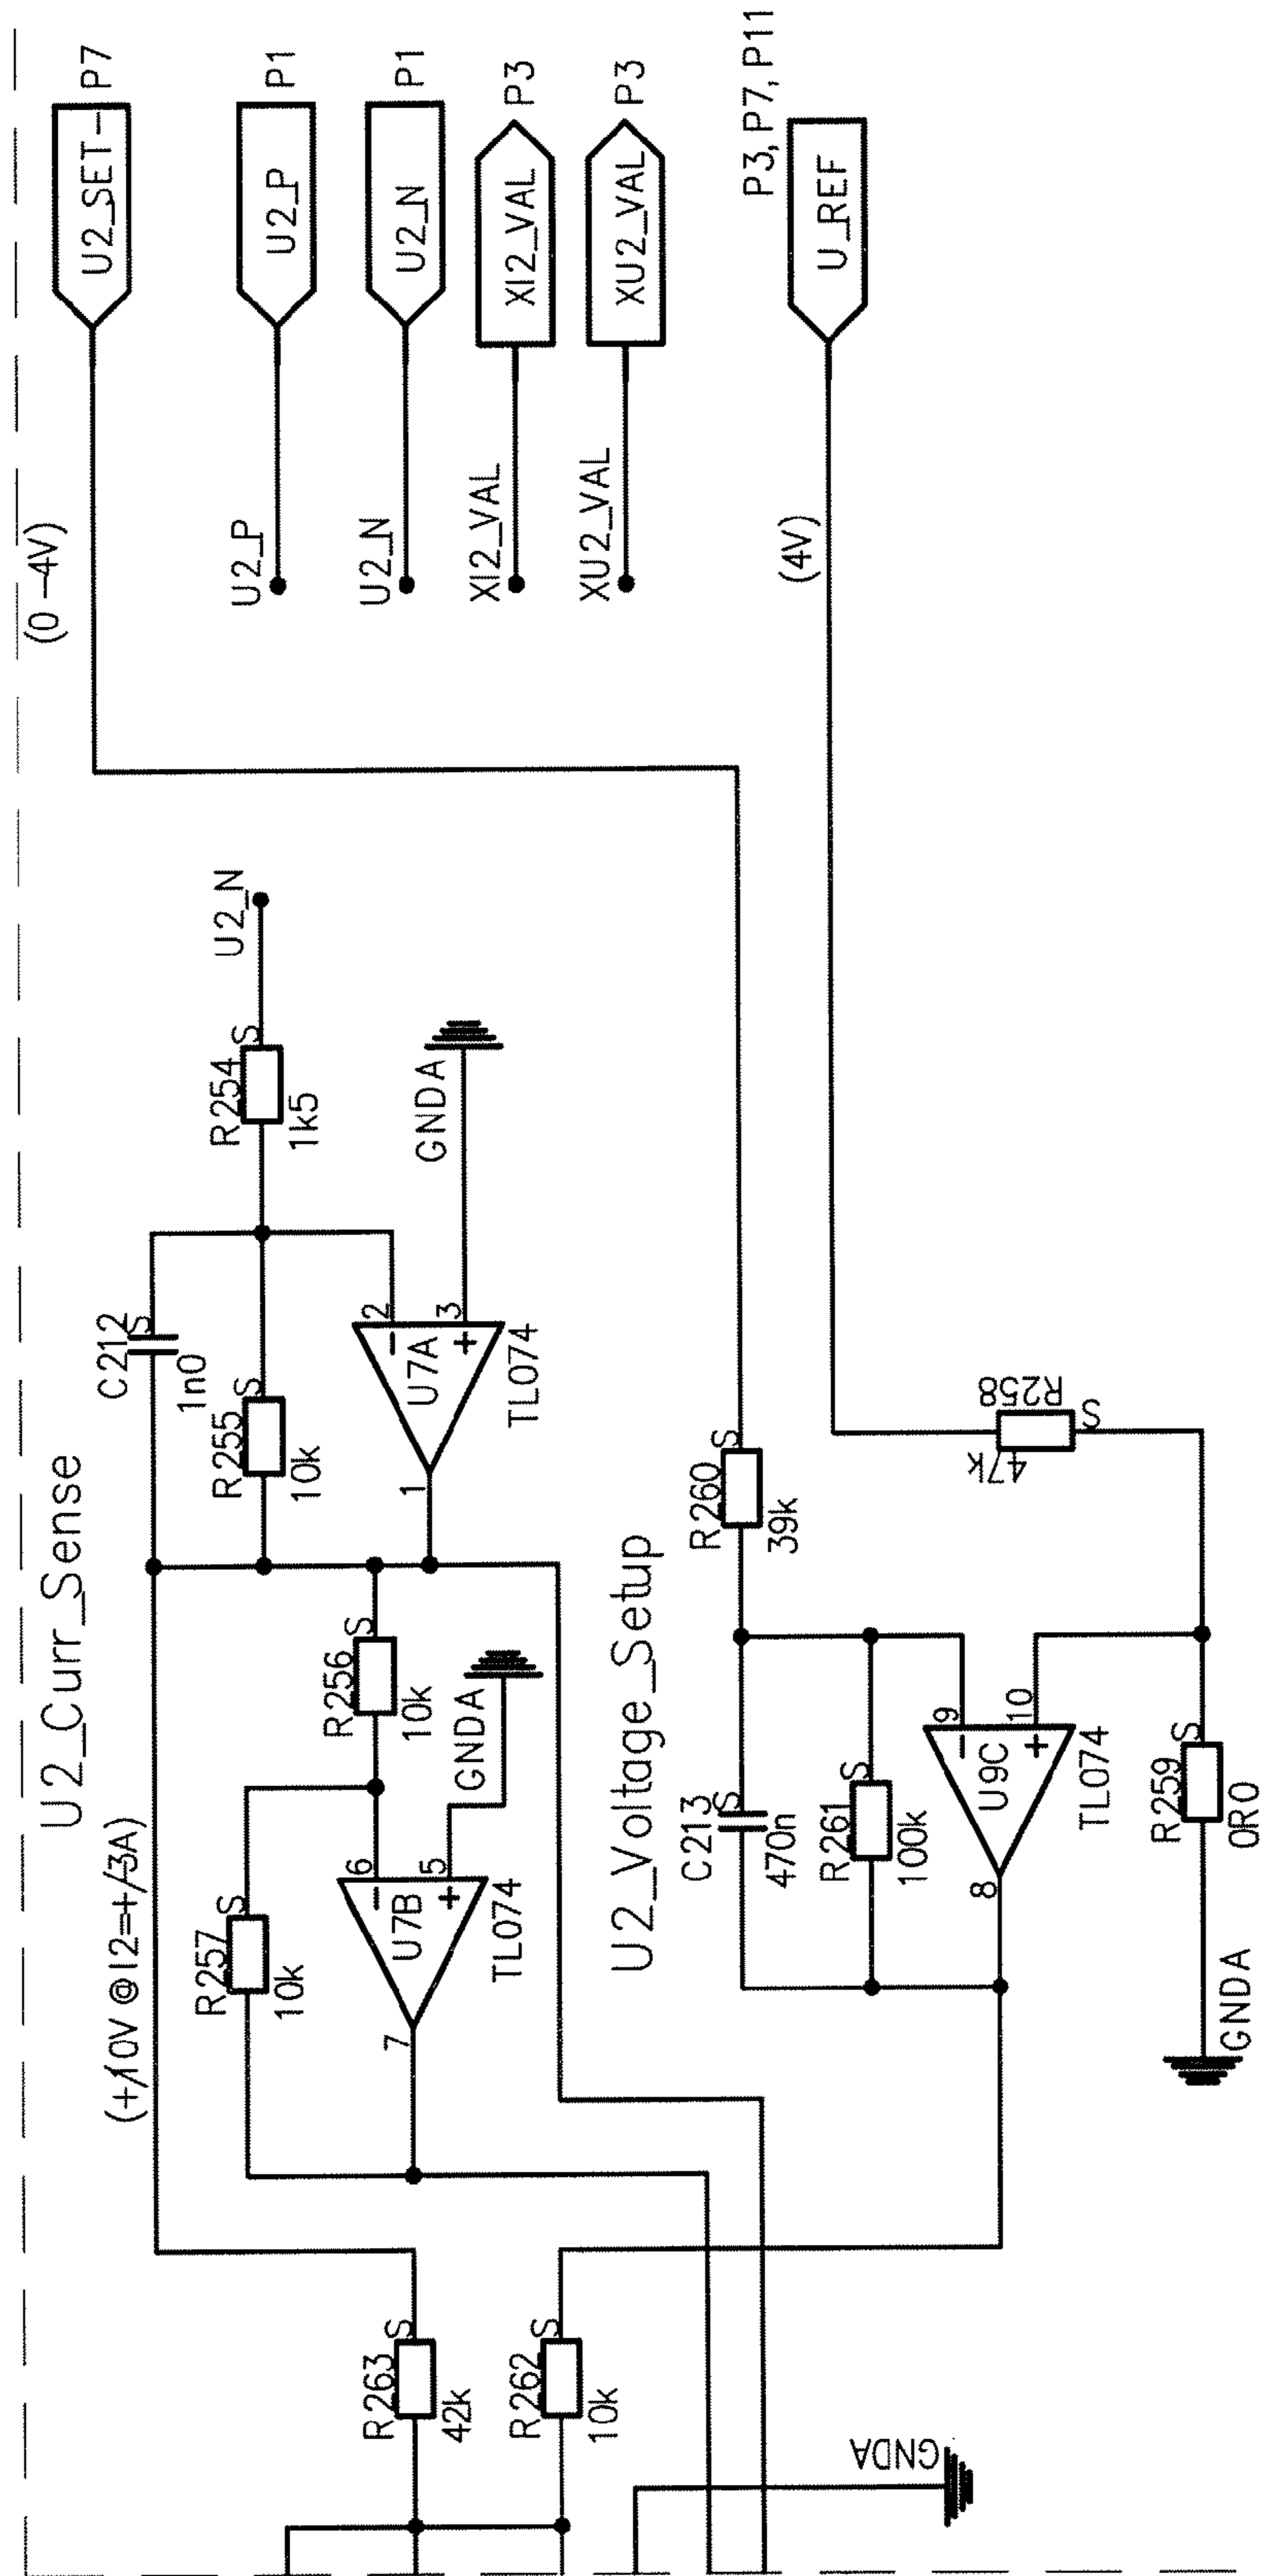 U2_SET- P7
(0 -4V)
U2_P P1
U2_P
U2_N P1
U2_N
XI2_VAL P3
XI2_VAL
XU2_VAL P3
XU2_VAL
P3, P7, P11
U_REF
(4V)
U2_Curr_Sense
(+/10V @I2=+/3A)
U2_N
R254 S
1k5
C212 S
1n0
R255 S
10k
GNDA
2
3
U7A
1
TL074
R256 S
10k
GNDA
R257 S
10k
6
5
U7B
7
TL074
U2_Voltage_Setup
R260 S
39k
R258 S
47k
C213 S
470n
R261 S
100k
9
10
U9C
8
TL074
R259 S
0R0
GNDA
R263 S
42k
R262 S
10k
GNDA